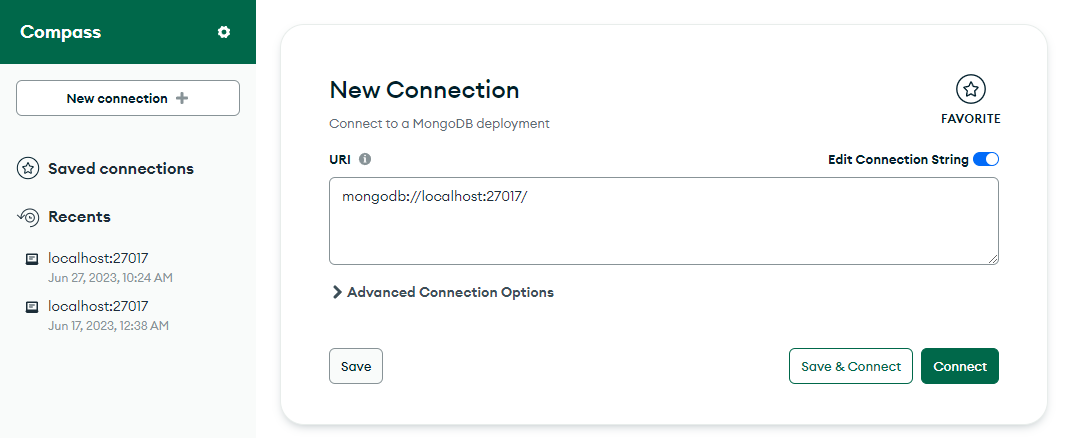 Compass
New connection
Saved connections
Recents
localhost:27017
Jun 27, 2023, 10:24 AM
localhost:27017
Jun 17, 2023, 12:38 AM
New Connection
FAVORITE
Connect to a MongoDB deployment
URI
Edit Connection String
mongodb://localhost:27017/
Advanced Connection Options
Save
Save & Connect
Connect